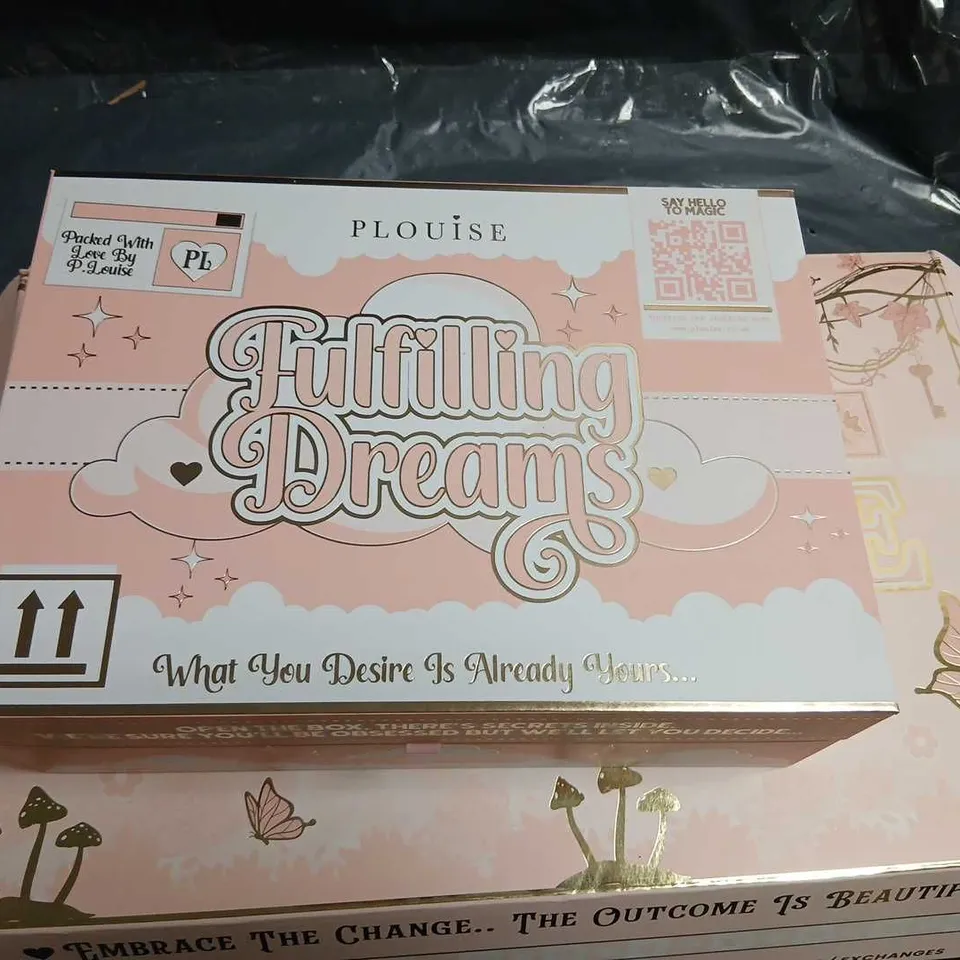 PLOUISE
SAY HELLO
TO MAGIC
Packed With
Love By
P.Louise
PL
Fulfilling
Dreams
What You Desire Is Already Yours...
OPEN THE BOX, THERE'S SECRETS INSIDE.
SURE YOU'LL BE OBSESSED BUT WE'LL LET YOU DECIDE..
Embrace The Change.. The Outcome Is Beautif
/EXCHANGES